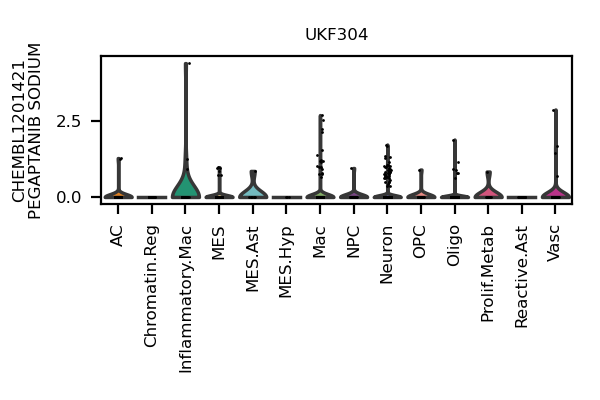 UKF304
CHEMBL1201421
PEGAPTANIB SODIUM
2.5
0.0
AC
Chromatin.Reg
Inflammatory.Mac
MES
MES.Ast
MES.Hyp
Mac
NPC
Neuron
OPC
Oligo
Prolif.Metab
Reactive.Ast
Vasc